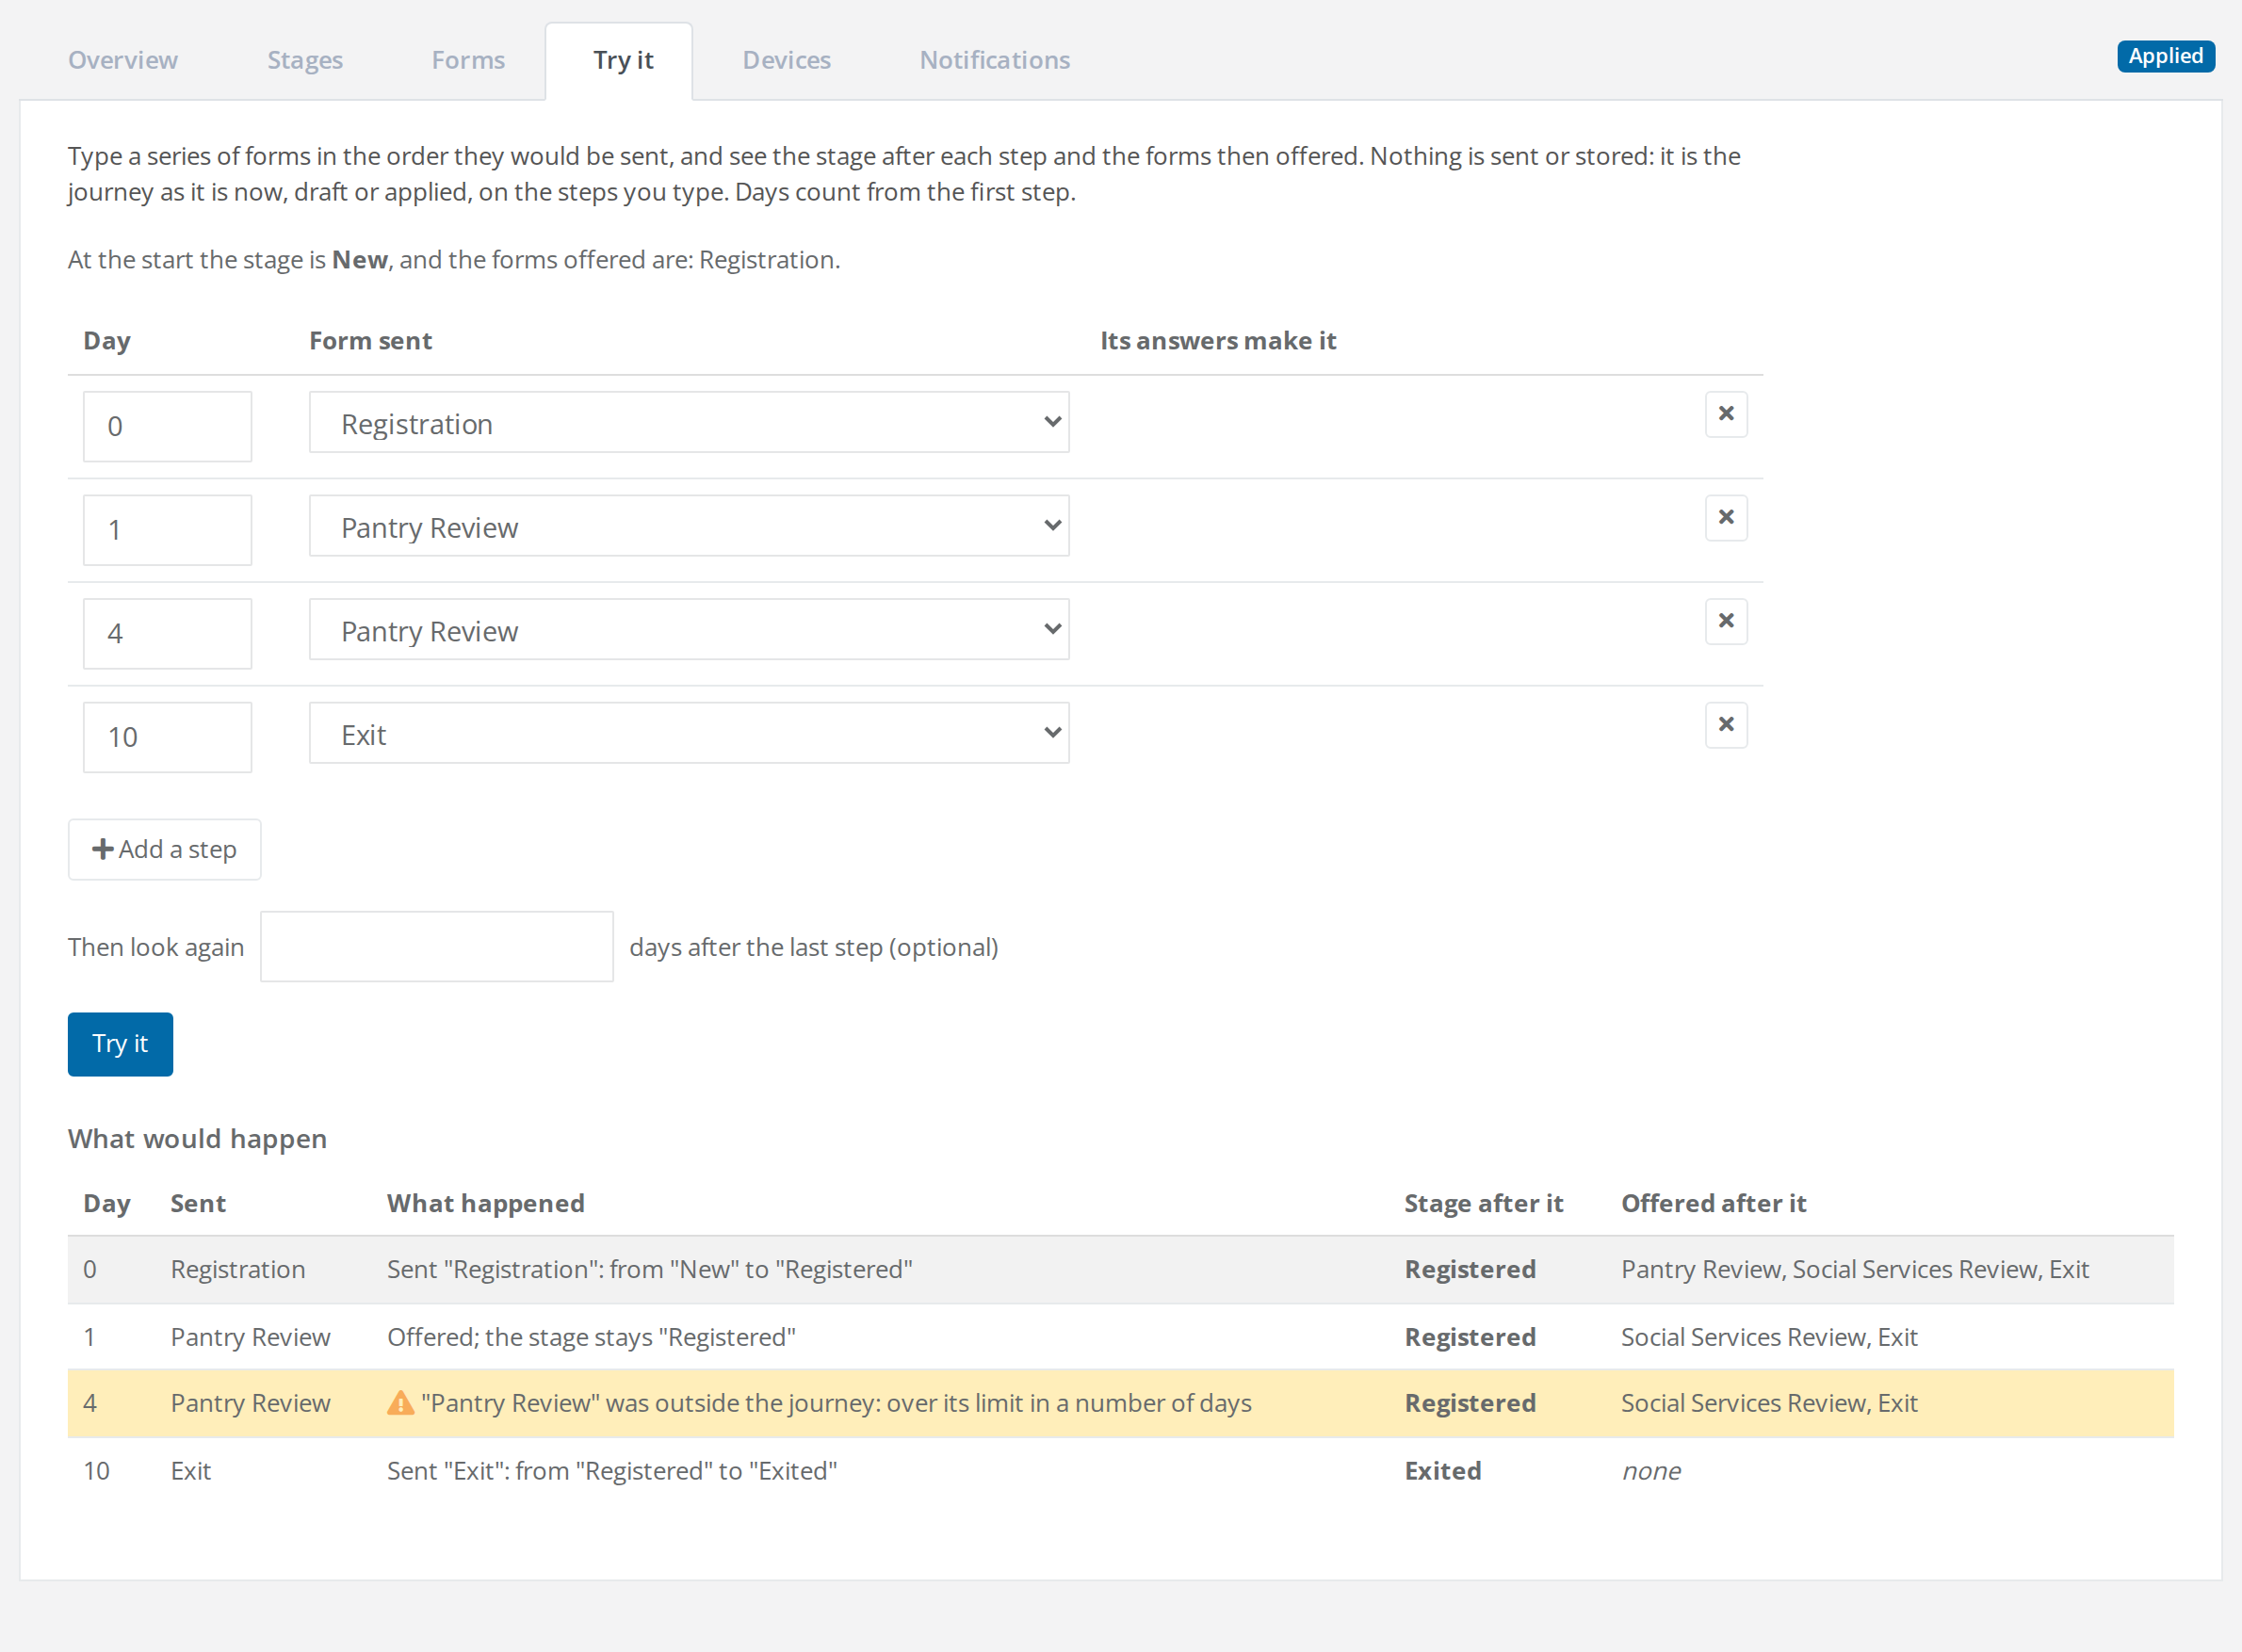 Overview Stages Forms Try it Devices Notifications Applied
Type a series of forms in the order they would be sent, and see the stage after each step and the forms then offered. Nothing is sent or stored: it is the
journey as it is now, draft or applied, on the steps you type. Days count from the first step.
At the start the stage is New, and the forms offered are: Registration.
Day Form sent Its answers make it
0 Registration
1 Pantry Review
4 Pantry Review
10 Exit
Add a step
Then look again days after the last step (optional)
Try it
What would happen
Day Sent What happened Stage after it Offered after it
0 Registration Sent "Registration": from "New" to "Registered" Registered Pantry Review, Social Services Review, Exit
1 Pantry Review Offered; the stage stays "Registered" Registered Social Services Review, Exit
4 Pantry Review "Pantry Review" was outside the journey: over its limit in a number of days Registered Social Services Review, Exit
10 Exit Sent "Exit": from "Registered" to "Exited" Exited none